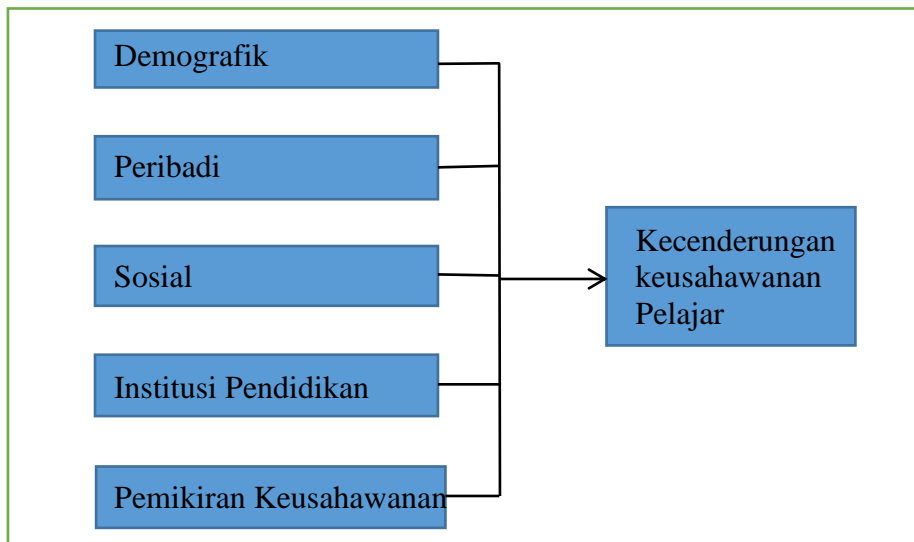 Demografik
Peribadi
Sosial
Institusi Pendidikan
Pemikiran Keusahawanan
Kecenderungan
keusahawanan
Pelajar